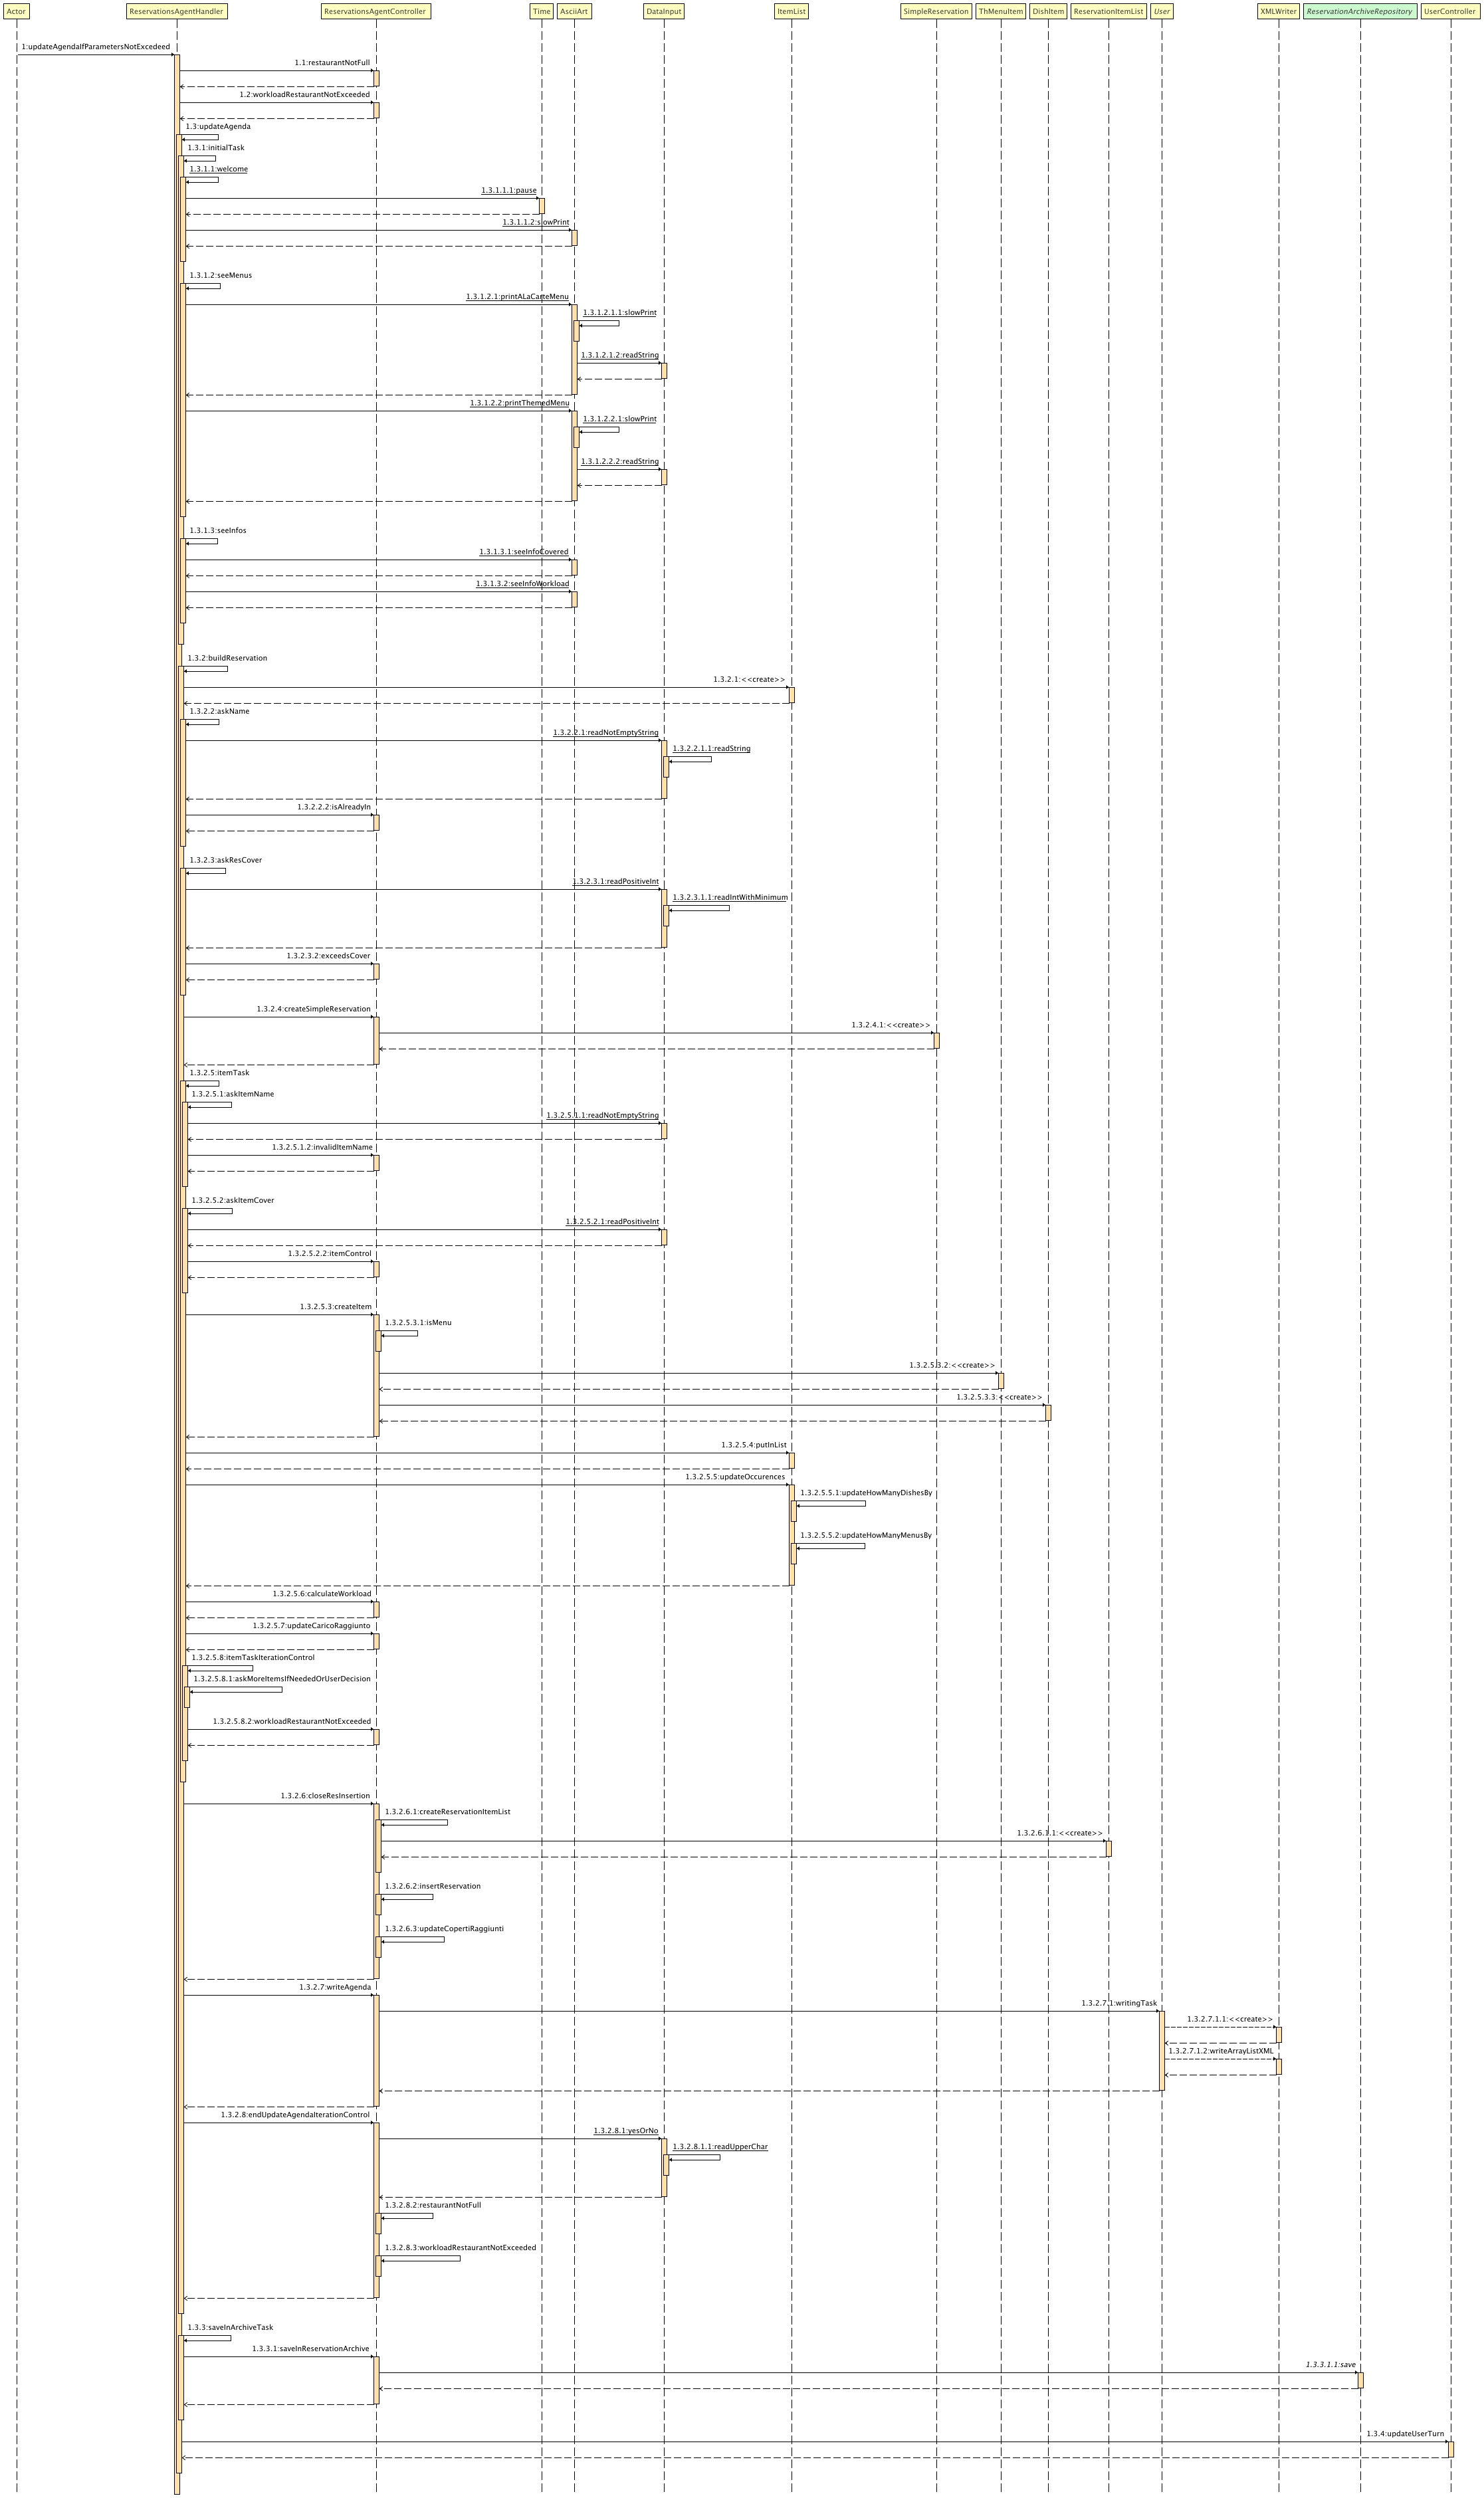 Actor
ReservationsAgentHandler
ReservationsAgentController
Time
AsciiArt
DataInput
ItemList
SimpleReservation
ThMenuItem
DishItem
ReservationItemList
User
XMLWriter
ReservationArchiveRepository
UserController
1:updateAgendaIfParametersNotExcedeed
1.1:restaurantNotFull
1.2:workloadRestaurantNotExceeded
1.3:updateAgenda
1.3.1:initialTask
1.3.1.1:welcome
1.3.1.1.1:pause
1.3.1.1.2:slowPrint
1.3.1.2:seeMenus
1.3.1.2.1:printALaCarteMenu
1.3.1.2.1.1:slowPrint
1.3.1.2.1.2:readString
1.3.1.2.2:printThemedMenu
1.3.1.2.2.1:slowPrint
1.3.1.2.2.2:readString
1.3.1.3:seeInfos
1.3.1.3.1:seeInfoCovered
1.3.1.3.2:seeInfoWorkload
1.3.2:buildReservation
1.3.2.1:<<create>>
1.3.2.2:askName
1.3.2.2.1:readNotEmptyString
1.3.2.2.1.1:readString
1.3.2.2.2:isAlreadyIn
1.3.2.3:askResCover
1.3.2.3.1:readPositiveInt
1.3.2.3.1.1:readIntWithMinimum
1.3.2.3.2:exceedsCover
1.3.2.4:createSimpleReservation
1.3.2.4.1:<<create>>
1.3.2.5:itemTask
1.3.2.5.1:askItemName
1.3.2.5.1.1:readNotEmptyString
1.3.2.5.1.2:invalidItemName
1.3.2.5.2:askItemCover
1.3.2.5.2.1:readPositiveInt
1.3.2.5.2.2:itemControl
1.3.2.5.3:createItem
1.3.2.5.3.1:isMenu
1.3.2.5.3.2:<<create>>
1.3.2.5.3.3:<<create>>
1.3.2.5.4:putInList
1.3.2.5.5:updateOccurences
1.3.2.5.5.1:updateHowManyDishesBy
1.3.2.5.5.2:updateHowManyMenusBy
1.3.2.5.6:calculateWorkload
1.3.2.5.7:updateCaricoRaggiunto
1.3.2.5.8:itemTaskIterationControl
1.3.2.5.8.1:askMoreItemsIfNeededOrUserDecision
1.3.2.5.8.2:workloadRestaurantNotExceeded
1.3.2.6:closeResInsertion
1.3.2.6.1:createReservationItemList
1.3.2.6.1.1:<<create>>
1.3.2.6.2:insertReservation
1.3.2.6.3:updateCopertiRaggiunti
1.3.2.7:writeAgenda
1.3.2.7.1:writingTask
1.3.2.7.1.1:<<create>>
1.3.2.7.1.2:writeArrayListXML
1.3.2.8:endUpdateAgendaIterationControl
1.3.2.8.1:yesOrNo
1.3.2.8.1.1:readUpperChar
1.3.2.8.2:restaurantNotFull
1.3.2.8.3:workloadRestaurantNotExceeded
1.3.3:saveInArchiveTask
1.3.3.1:saveInReservationArchive
1.3.3.1.1:save
1.3.4:updateUserTurn